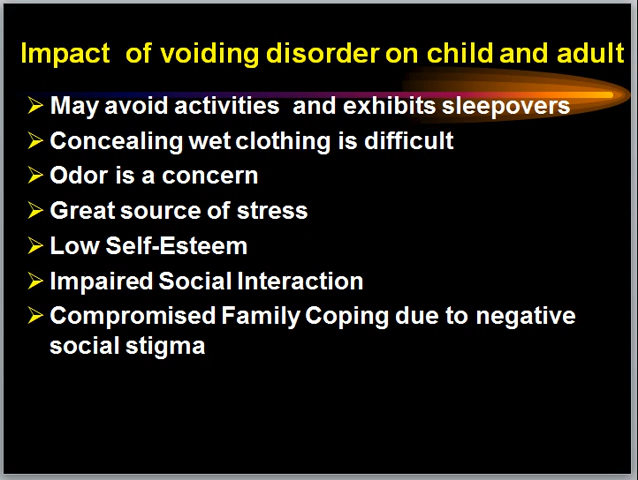 Impact of voiding disorder on child and adult
May avoid activities and exhibits sleepovers
Concealing wet clothing is difficult
Odor is a concern
Great source of stress
Low Self-Esteem
Impaired Social Interaction
Compromised Family Coping due to negative
social stigma